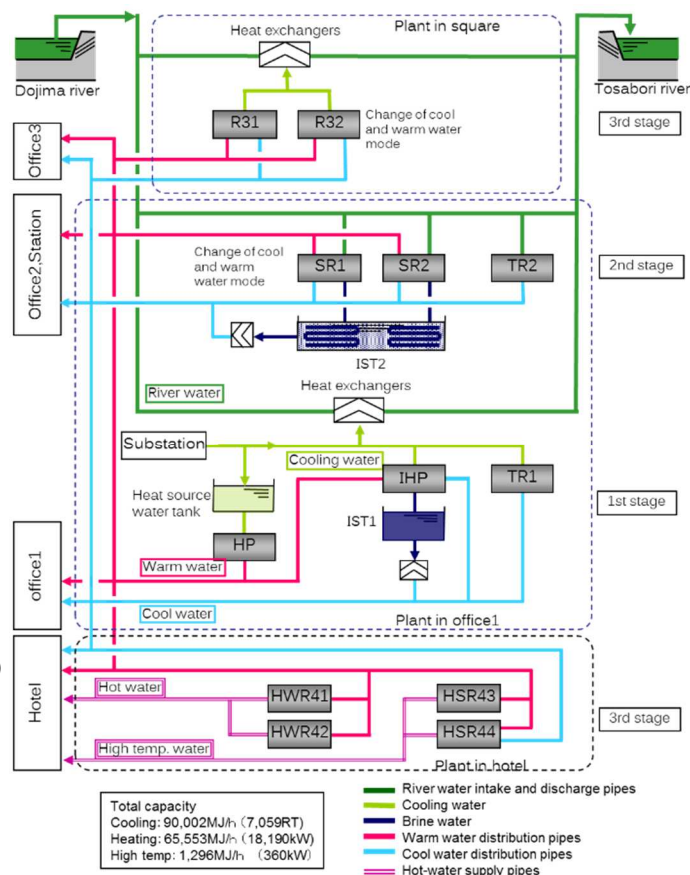 Heat exchangers
Plant in square
Dojima river
Tosabori river
R31
R32
Change of cool
and warm water
mode
3rd stage
Office3
Office2,Station
Change of cool
and warm
water mode
SR1
SR2
TR2
2nd stage
IST2
Heat exchangers
River water
Substation
Cooling water
Heat source
water tank
IHP
TR1
IST1
HP
1st stage
office1
Warm water
Cool water
Plant in office1
Hotel
Hot water
HWR41
HWR42
HSR43
HSR44
3rd stage
High temp. water
Plant in hotel
Total capacity
Cooling: 90,002MJ/h (7,059RT)
Heating: 65,553MJ/h (18,190kW)
High temp: 1,296MJ/h (360kW)
River water intake and discharge pipes
Cooling water
Brine water
Warm water distribution pipes
Cool water distribution pipes
Hot-water supply pipes